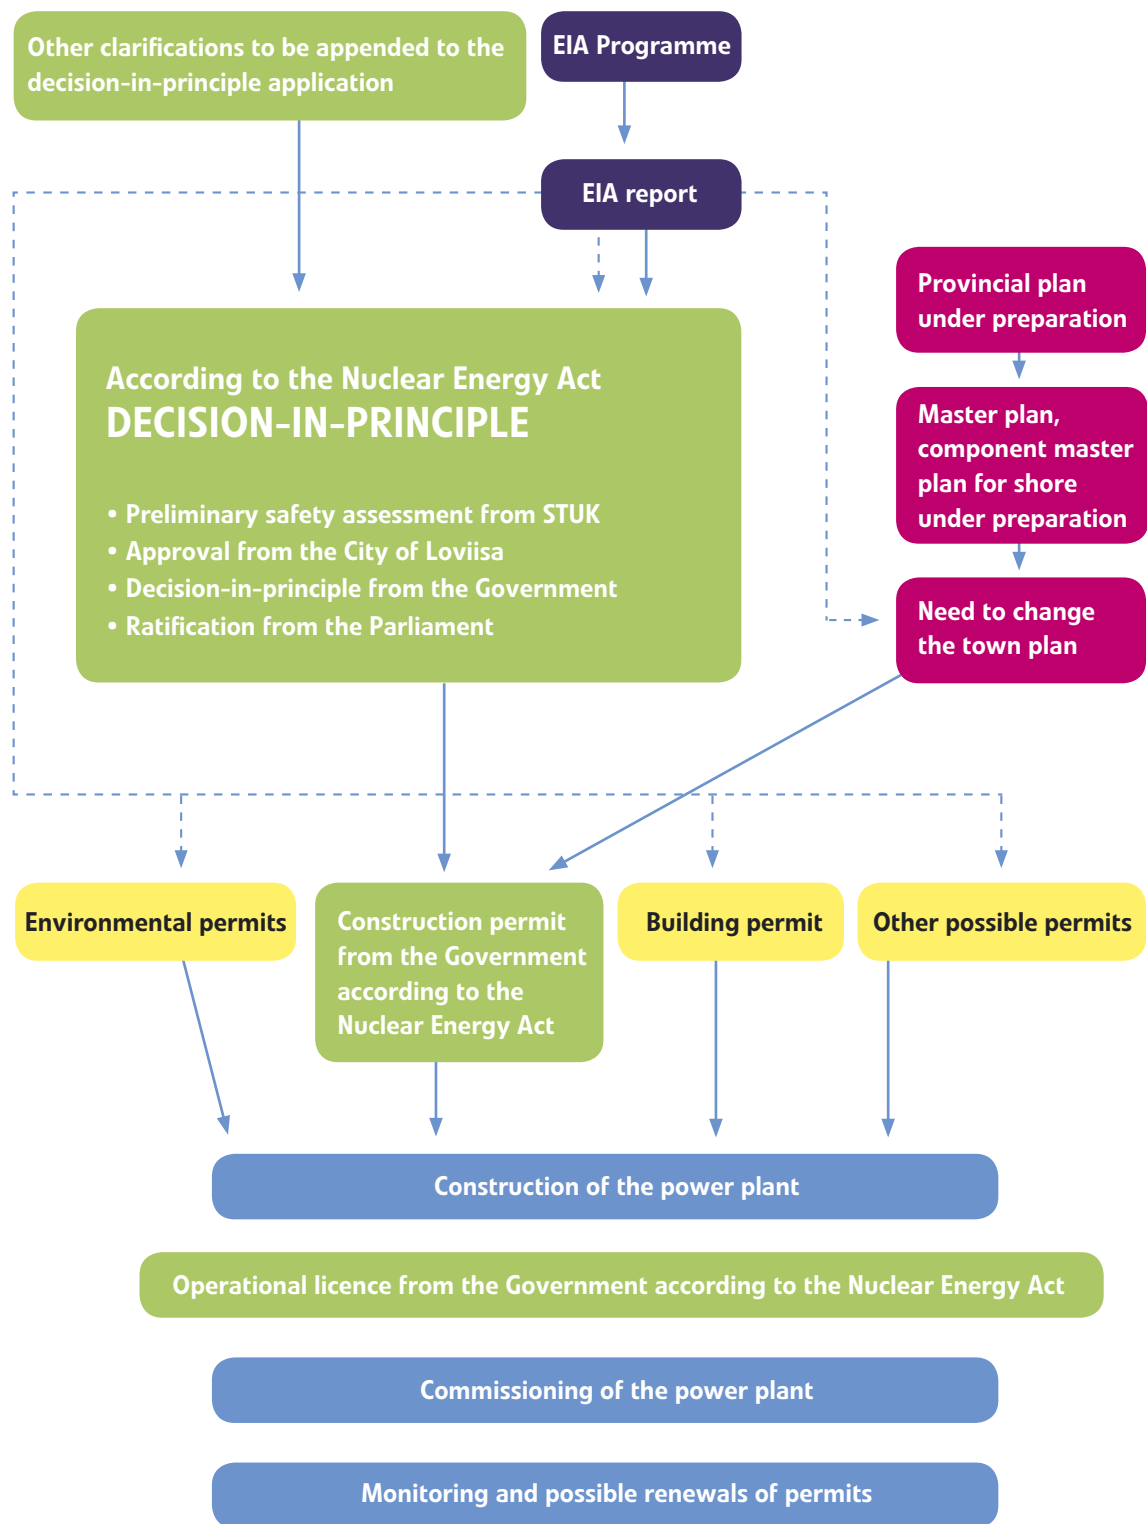 Other clarifications to be appended to the
decision-in-principle application
EIA Programme
EIA report
Provincial plan
under preparation
According to the Nuclear Energy Act
DECISION-IN-PRINCIPLE
• Preliminary safety assessment from STUK
• Approval from the City of Loviisa
• Decision-in-principle from the Government
• Ratification from the Parliament
Master plan,
component master
plan for shore
under preparation
Need to change
the town plan
Environmental permits
Construction permit
from the Government
according to the
Nuclear Energy Act
Building permit
Other possible permits
Construction of the power plant
Operational licence from the Government according to the Nuclear Energy Act
Commissioning of the power plant
Monitoring and possible renewals of permits